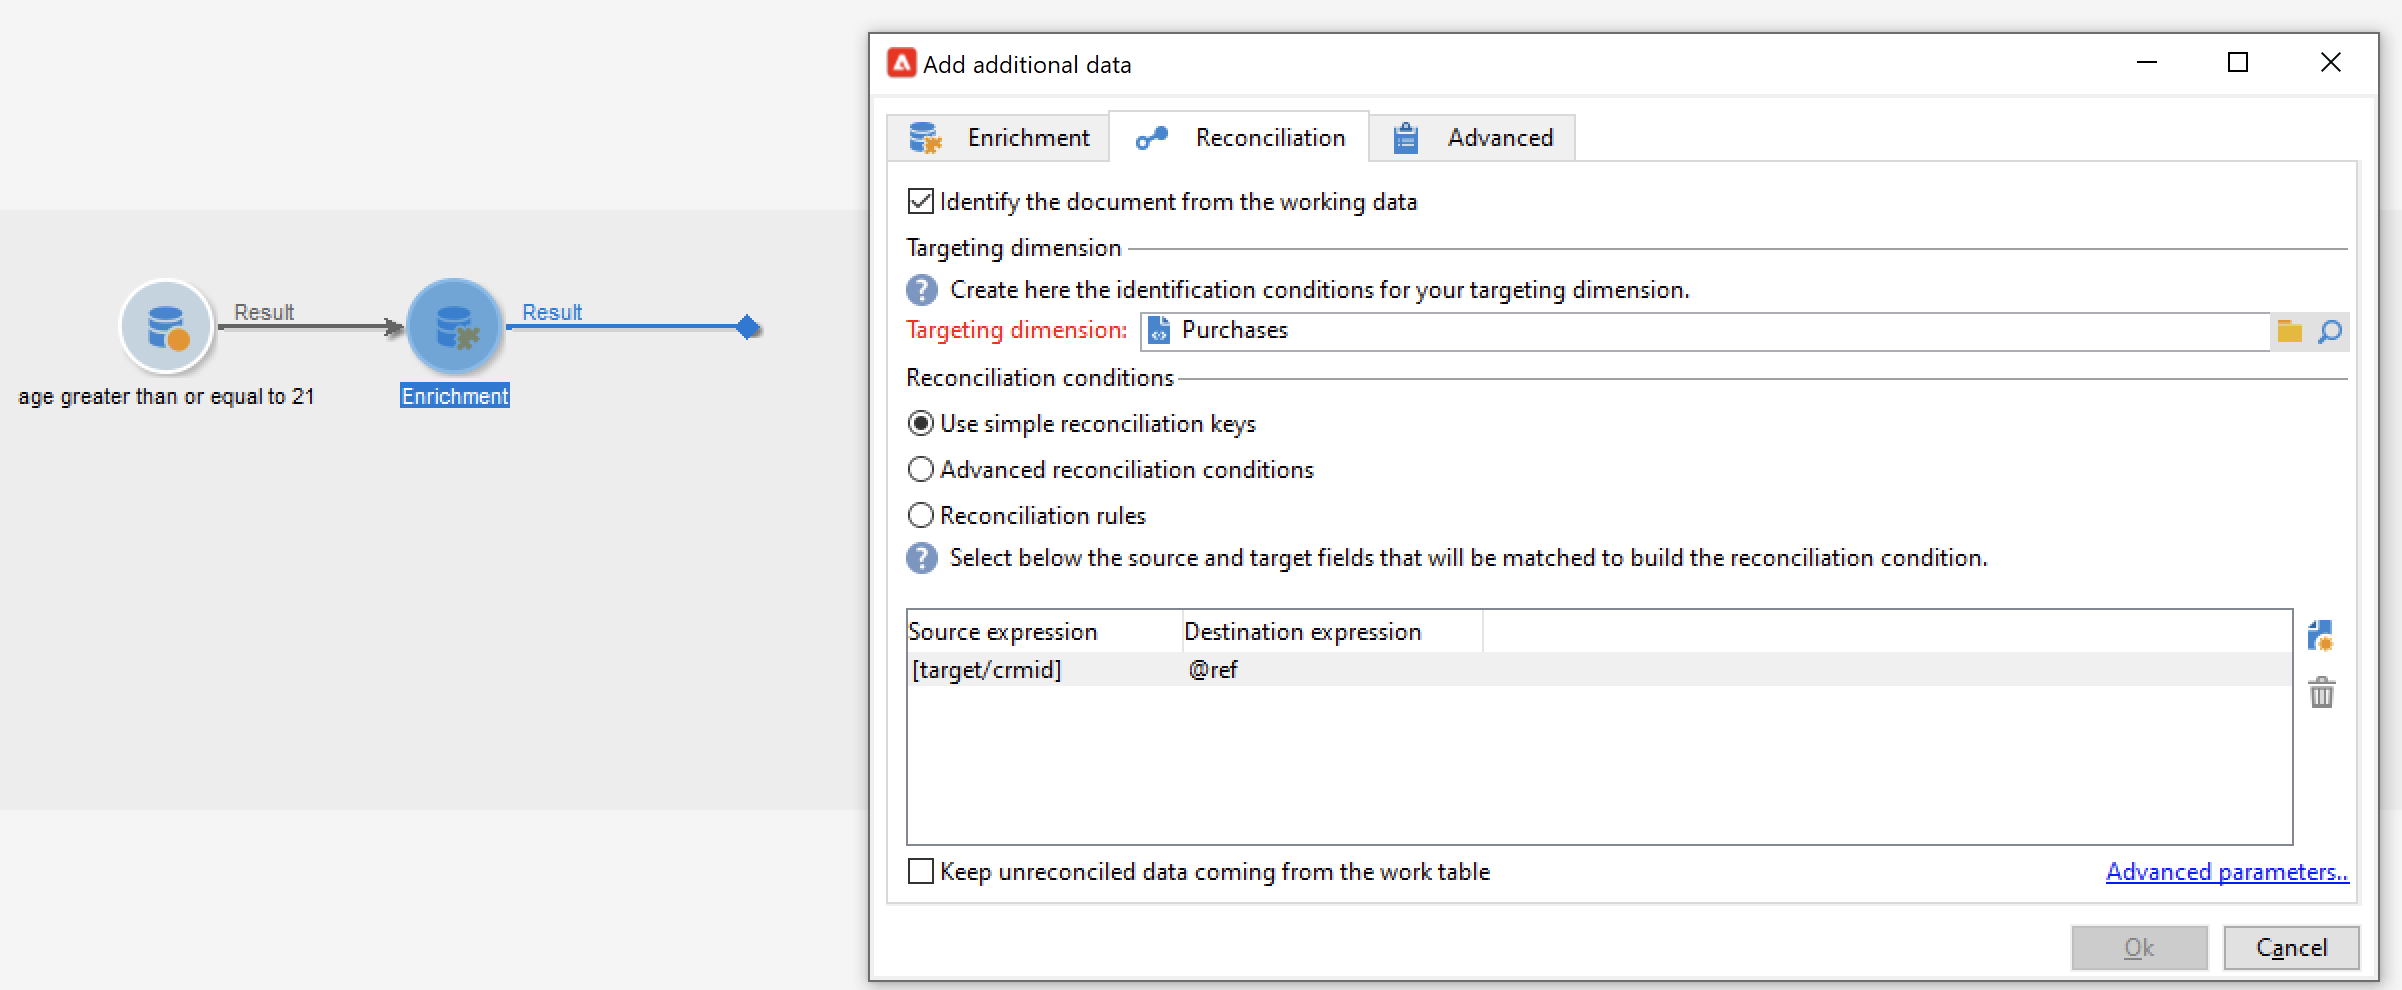 Add additional data
Enrichment
Reconciliation
Advanced
Identify the document from the working data
Targeting dimension
Create here the identification conditions for your targeting dimension.
Targeting dimension:
Purchases
Reconciliation conditions
Use simple reconciliation keys
Advanced reconciliation conditions
Reconciliation rules
Select below the source and target fields that will be matched to build the reconciliation condition.
Source expression
Destination expression
[target/crmid]
@ref
Keep unreconciled data coming from the work table
Advanced parameters..
Ok
Cancel
Result
Result
age greater than or equal to 21
Enrichment